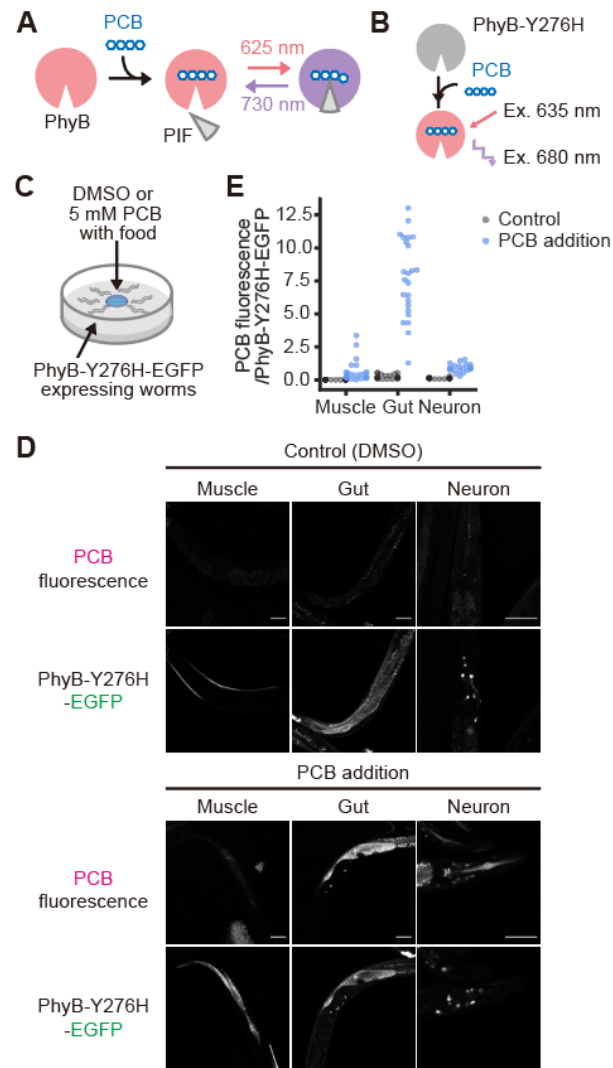 A
PCB
625 nm
730 nm
PhyB
PIF
B
PhyB-Y276H
PCB
Ex. 635 nm
Ex. 680 nm
C
DMSO or
5 mM PCB
with food
PhyB-Y276H-EGFP
expressing worms
E
PCB fluorescence
/PhyB-Y276H-EGFP
12.5
10.0
7.5
5.0
2.5
0.0
Muscle Gut Neuron
Control
PCB addition
D
Control (DMSO)
Muscle Gut Neuron
PCB
fluorescence
PhyB-Y276H
-EGFP
PCB addition
Muscle Gut Neuron
PCB
fluorescence
PhyB-Y276H
-EGFP